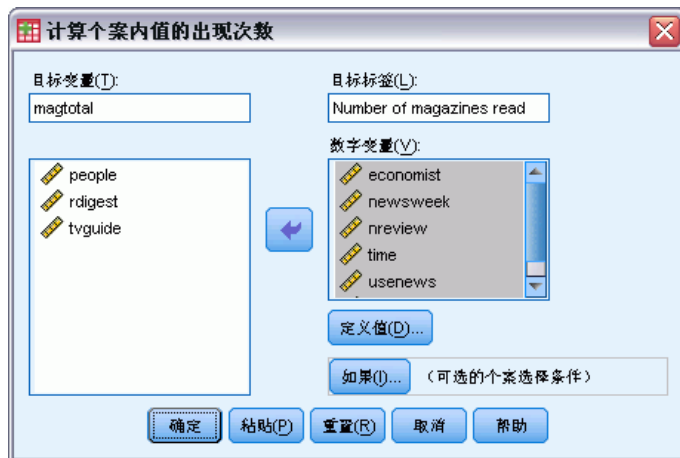 计算个案内值的出现次数
目标变量(T):
magtotal
目标标签(L):
Number of magazines read
people
rdigest
tvguide
数字变量(V):
economist
newsweek
nreview
time
usenews
定义值(D)...
如果(I)... (可选的个案选择条件)
确定 粘贴(P) 重置(R) 取消 帮助